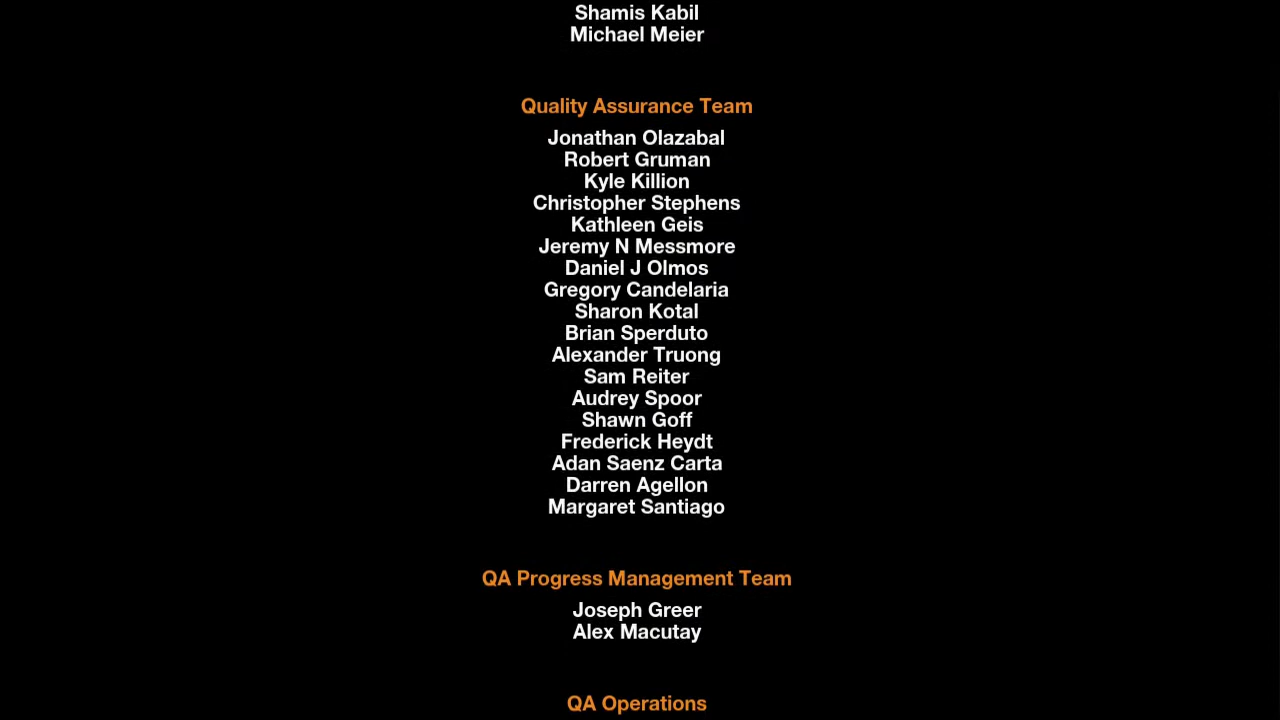 Shamis Kabil
Michael Meier
Quality Assurance Team
Jonathan Olazabal
Robert Gruman
Kyle Killion
Christopher Stephens
Kathleen Geis
Jeremy N Messmore
Daniel J Olmos
Gregory Candelaria
Sharon Kotal
Brian Sperduto
Alexander Truong
Sam Reiter
Audrey Spoor
Shawn Goff
Frederick Heydt
Adan Saenz Carta
Darren Agellon
Margaret Santiago
QA Progress Management Team
Joseph Greer
Alex Macutay
QA Operations